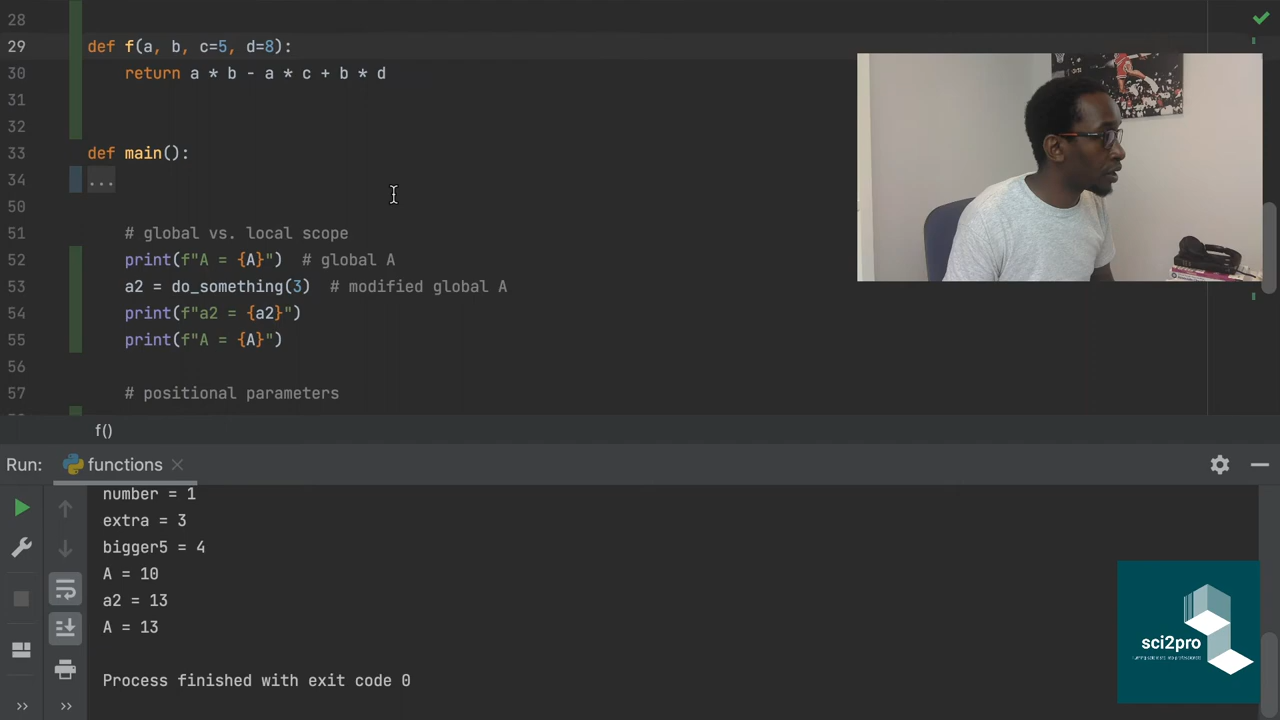 28
29 def f(a, b, c=5, d=8):
30 return a * b - a * c + b * d
31
32
33 def main():
34 ...
50
51 # global vs. local scope
52 print(f"A = {A}")  # global A
53 a2 = do_something(3)  # modified global A
54 print(f"a2 = {a2}")
55 print(f"A = {A}")
56
57 # positional parameters
f()
Run: functions
number = 1
extra = 3
bigger5 = 4
A = 10
a2 = 13
A = 13
Process finished with exit code 0
sci2pro